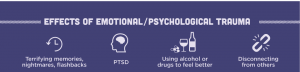 EFFECTS OF EMOTIONAL/PSYCHOLOGICAL TRAUMA
Terrifying memories,
nightmares, flashbacks
PTSD
Using alcohol or
drugs to feel better
Disconnecting
from others